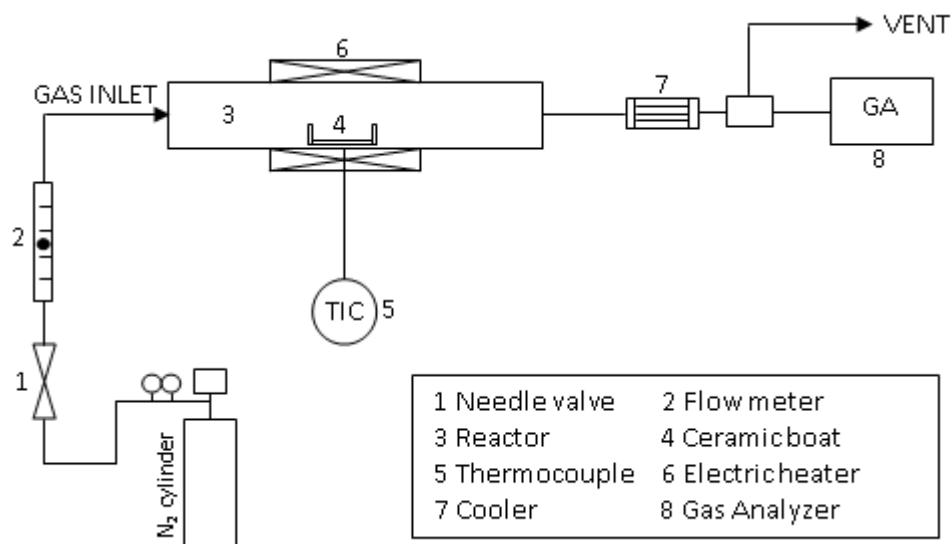 6
VENT
GAS INLET
7
3
4
GA
8
2
TIC
5
1
N₂ cylinder
1 Needle valve 2 Flow meter
3 Reactor 4 Ceramic boat
5 Thermocouple 6 Electric heater
7 Cooler 8 Gas Analyzer